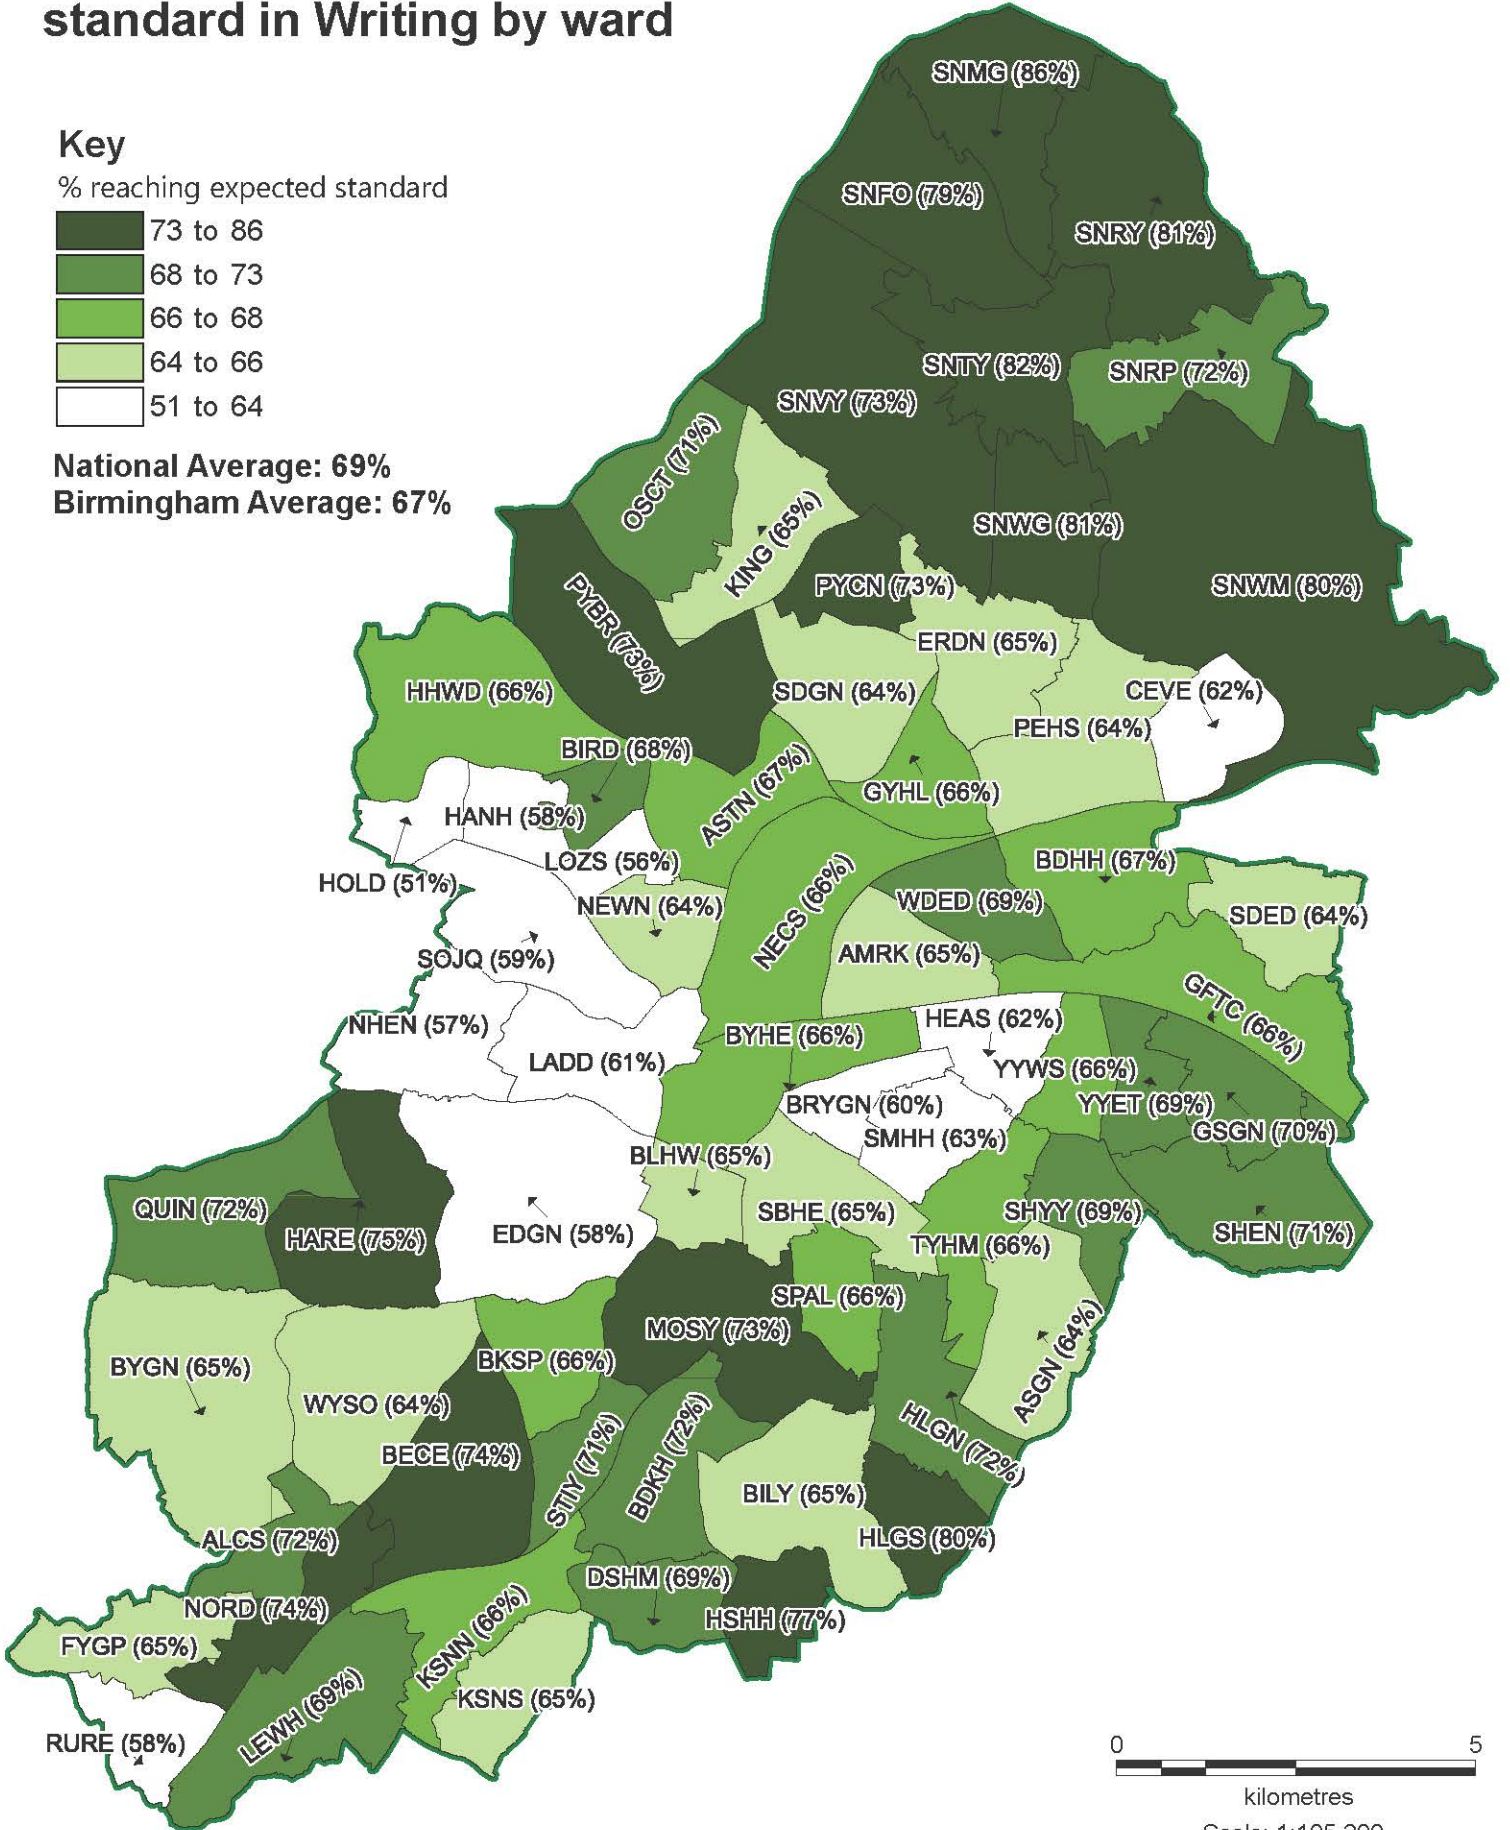 standard in Writing by ward
Key
% reaching expected standard
73 to 86
68 to 73
66 to 68
64 to 66
51 to 64
National Average: 69%
Birmingham Average: 67%
SNMG (86%)
SNFO (79%)
SNRY (81%)
SNTY (82%)
SNRP (72%)
SNVY (73%)
OSCT (71%)
KING (65%)
SNWG (81%)
PYCN (73%)
SNWM (80%)
PYBR (73%)
ERDN (65%)
HHWD (66%)
SDGN (64%)
CEVE (62%)
PEHS (64%)
BIRD (68%)
ASTN (67%)
GYHL (66%)
HANH (58%)
LOZS (56%)
BDHH (67%)
HOLD (51%)
NEWN (64%)
NECS (66%)
WDED (69%)
SDED (64%)
SOJQ (59%)
AMRK (65%)
GFTC (66%)
NHEN (57%)
HEAS (62%)
BYHE (66%)
LADD (61%)
YYWS (66%)
BRYGN (60%)
YYET (69%)
SMHH (63%)
GSGN (70%)
BLHW (65%)
QUIN (72%)
SBHE (65%)
SHYY (69%)
HARE (75%)
EDGN (58%)
TYHM (66%)
SHEN (71%)
SPAL (66%)
MOSY (73%)
BYGN (65%)
BKSP (66%)
ASGN (64%)
WYSO (64%)
HLGN (72%)
BECE (74%)
STIY (71%)
BDKH (72%)
BILY (65%)
ALCS (72%)
HLGS (80%)
DSHM (69%)
NORD (74%)
HSHH (77%)
FYGP (65%)
KSNN (66%)
KSNS (65%)
LEWH (69%)
RURE (58%)
0 5
kilometres